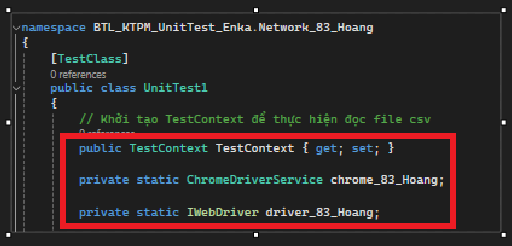 namespace BTL_KTPM_UnitTest_Enka.Network_83_Hoang
{
[TestClass]
0 references
public class UnitTest1
{
// Khởi tạo TestContext để thực hiện đọc file csv
0 references
public TestContext TestContext { get; set; }
private static ChromeDriverService chrome_83_Hoang;
private static IWebDriver driver_83_Hoang;